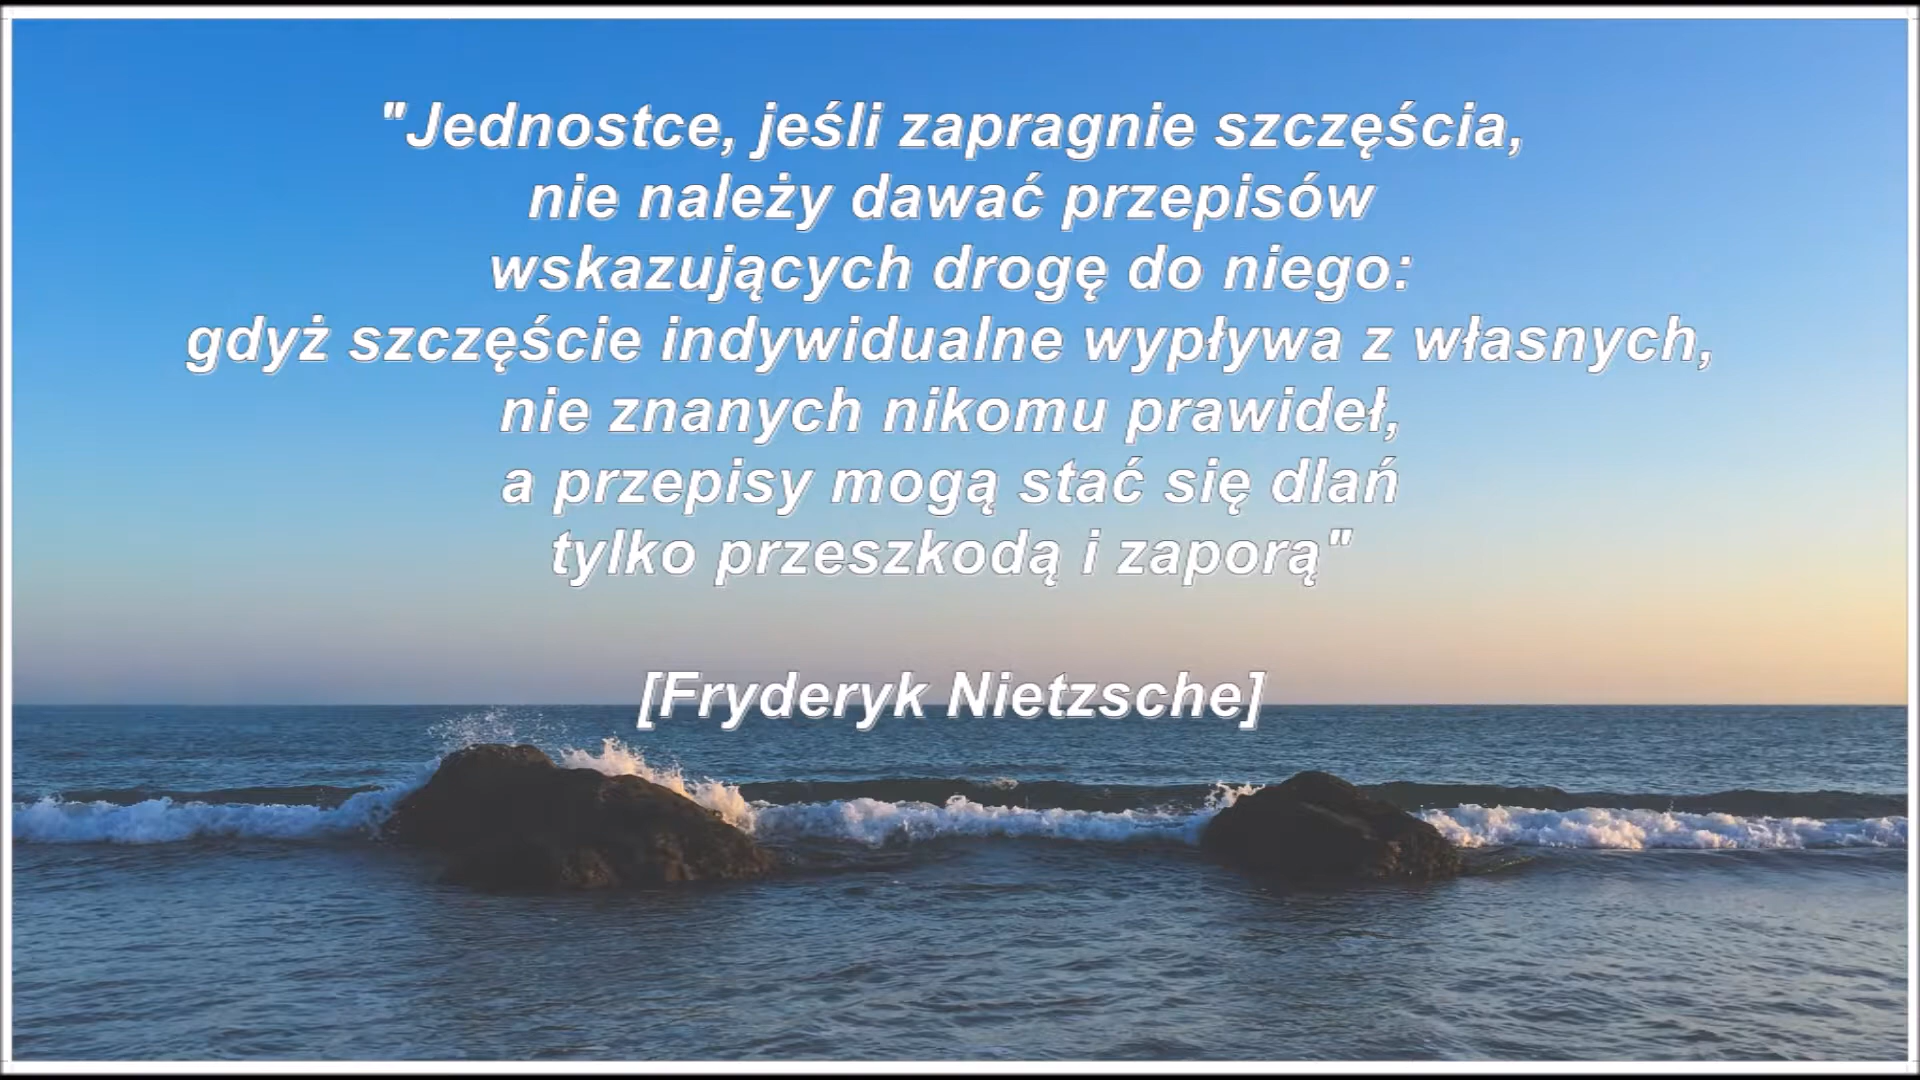 "Jednostce, jeśli zapragnie szczęścia,
nie należy dawać przepisów
wskazujących drogę do niego:
gdyż szczęście indywidualne wypływa z własnych,
nie znanych nikomu prawideł,
a przepisy mogą stać się dlań
tylko przeszkodą i zaporą"
[Fryderyk Nietzsche]